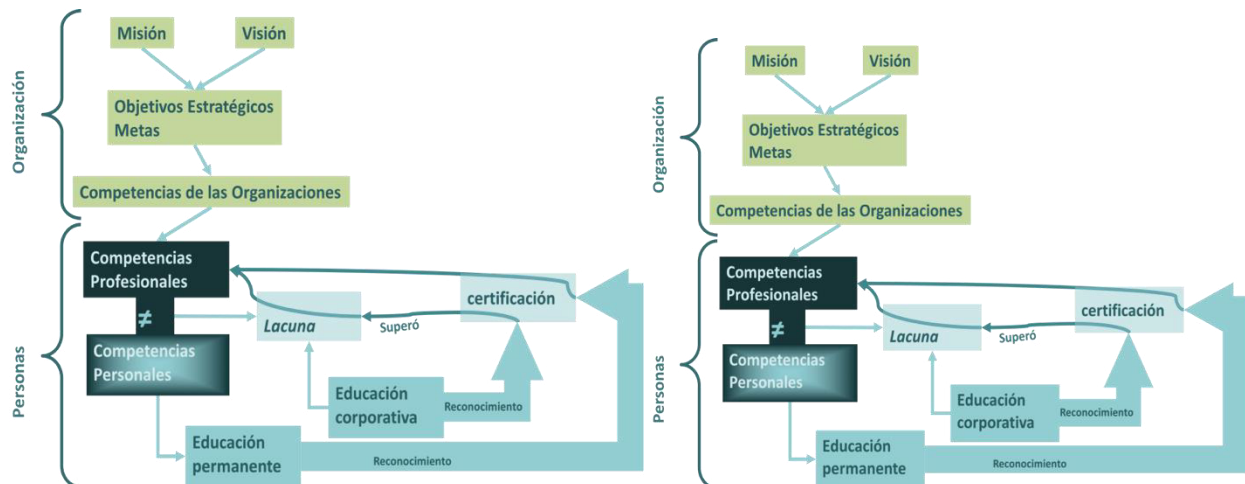 Organización
Misión
Visión
Objetivos Estratégicos
Metas
Competencias de las Organizaciones
Personas
Competencias
Profesionales
≠
Competencias
Personales
Lacuna
Superó
certificación
Educación
corporativa
Reconocimiento
Educación
permanente
Reconocimiento
Organización
Misión
Visión
Objetivos Estratégicos
Metas
Competencias de las Organizaciones
Personas
Competencias
Profesionales
≠
Competencias
Personales
Lacuna
Superó
certificación
Educación
corporativa
Reconocimiento
Educación
permanente
Reconocimiento